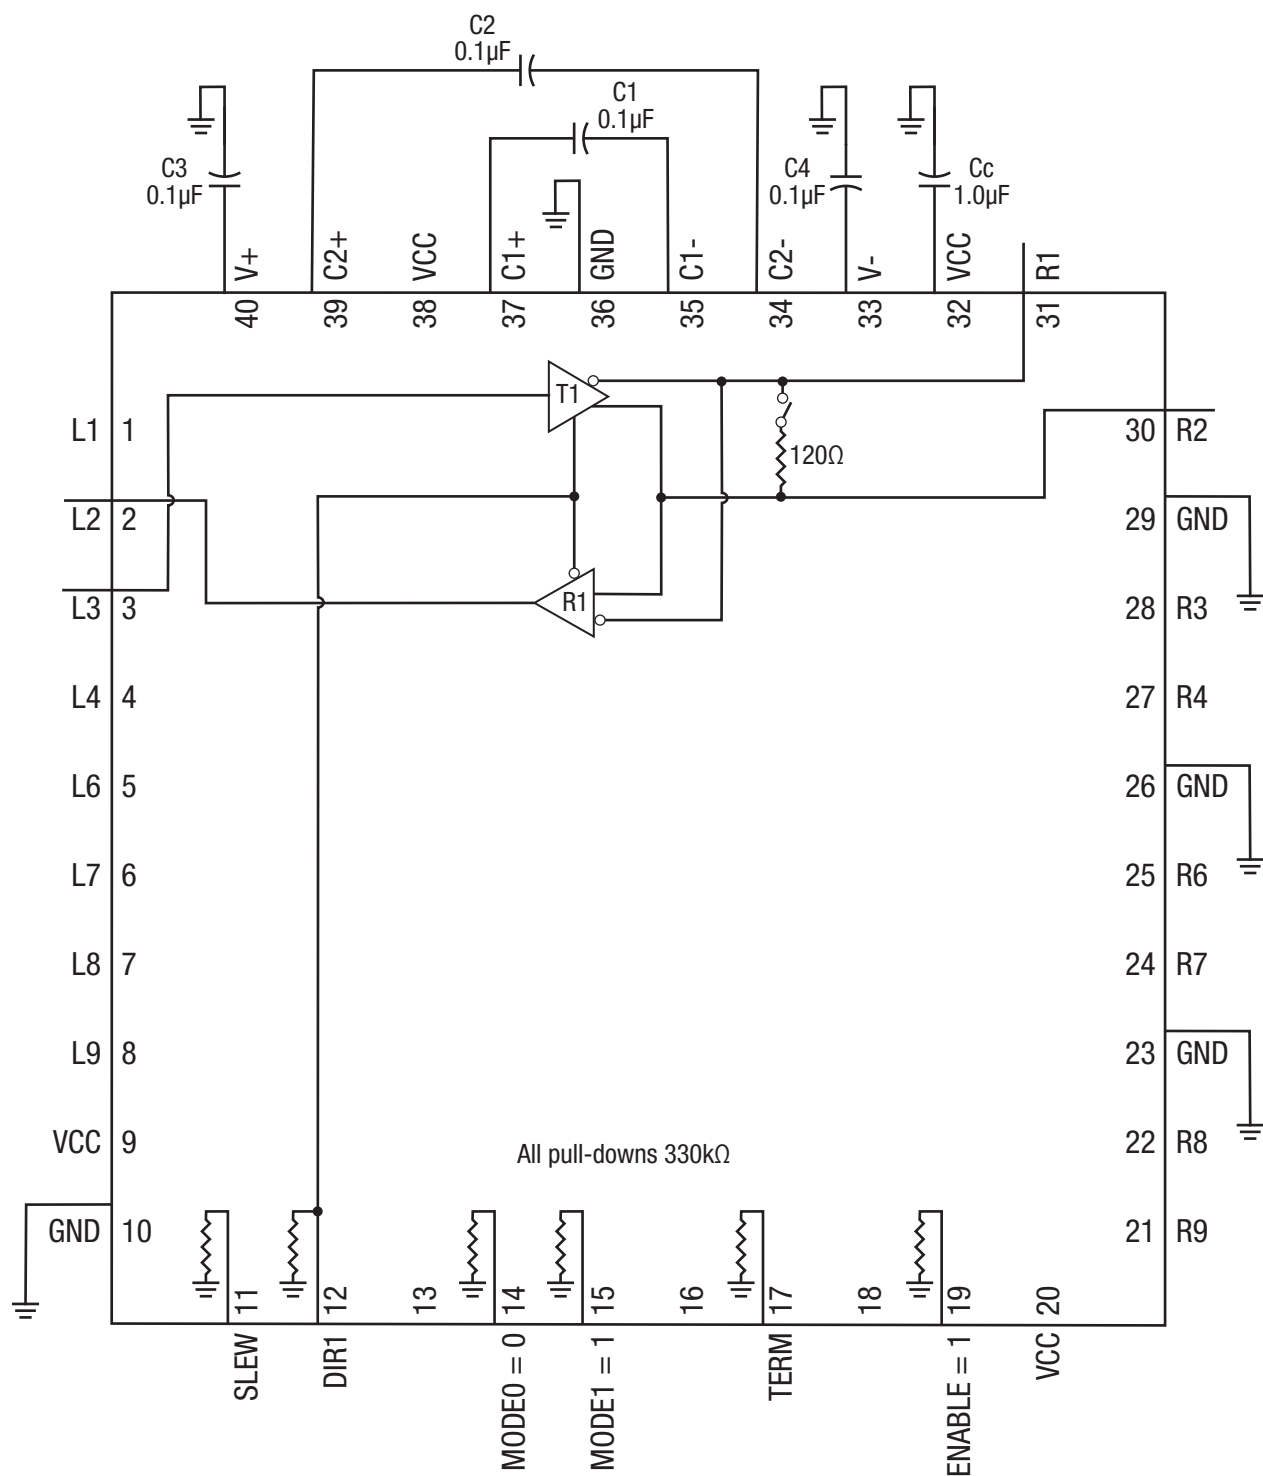 C2
0.1µF
C1
0.1µF
C3
0.1µF
C4
0.1µF
Cc
1.0µF
V+
C2+
VCC
C1+
GND
C1-
C2-
V-
VCC
R1
40
39
38
37
36
35
34
33
32
31
T1
L1 1
30 R2
120Ω
L2 2
29 GND
R1
L3 3
28 R3
L4 4
27 R4
L6 5
26 GND
L7 6
25 R6
L8 7
24 R7
L9 8
23 GND
VCC 9
22 R8
All pull-downs 330kΩ
GND 10
21 R9
11
12
13
14
15
16
17
18
19
20
SLEW
DIR1
MODE0 = 0
MODE1 = 1
TERM
ENABLE = 1
VCC